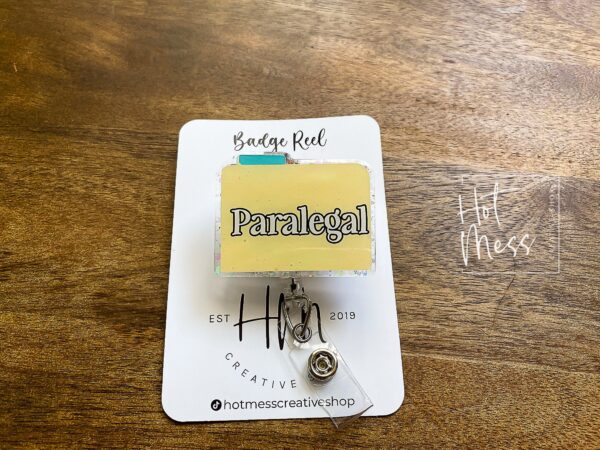 Badge Reel
Paralegal
EST HM 2019
CREATIVE
hotmesscreativeshop
Hot
Mess